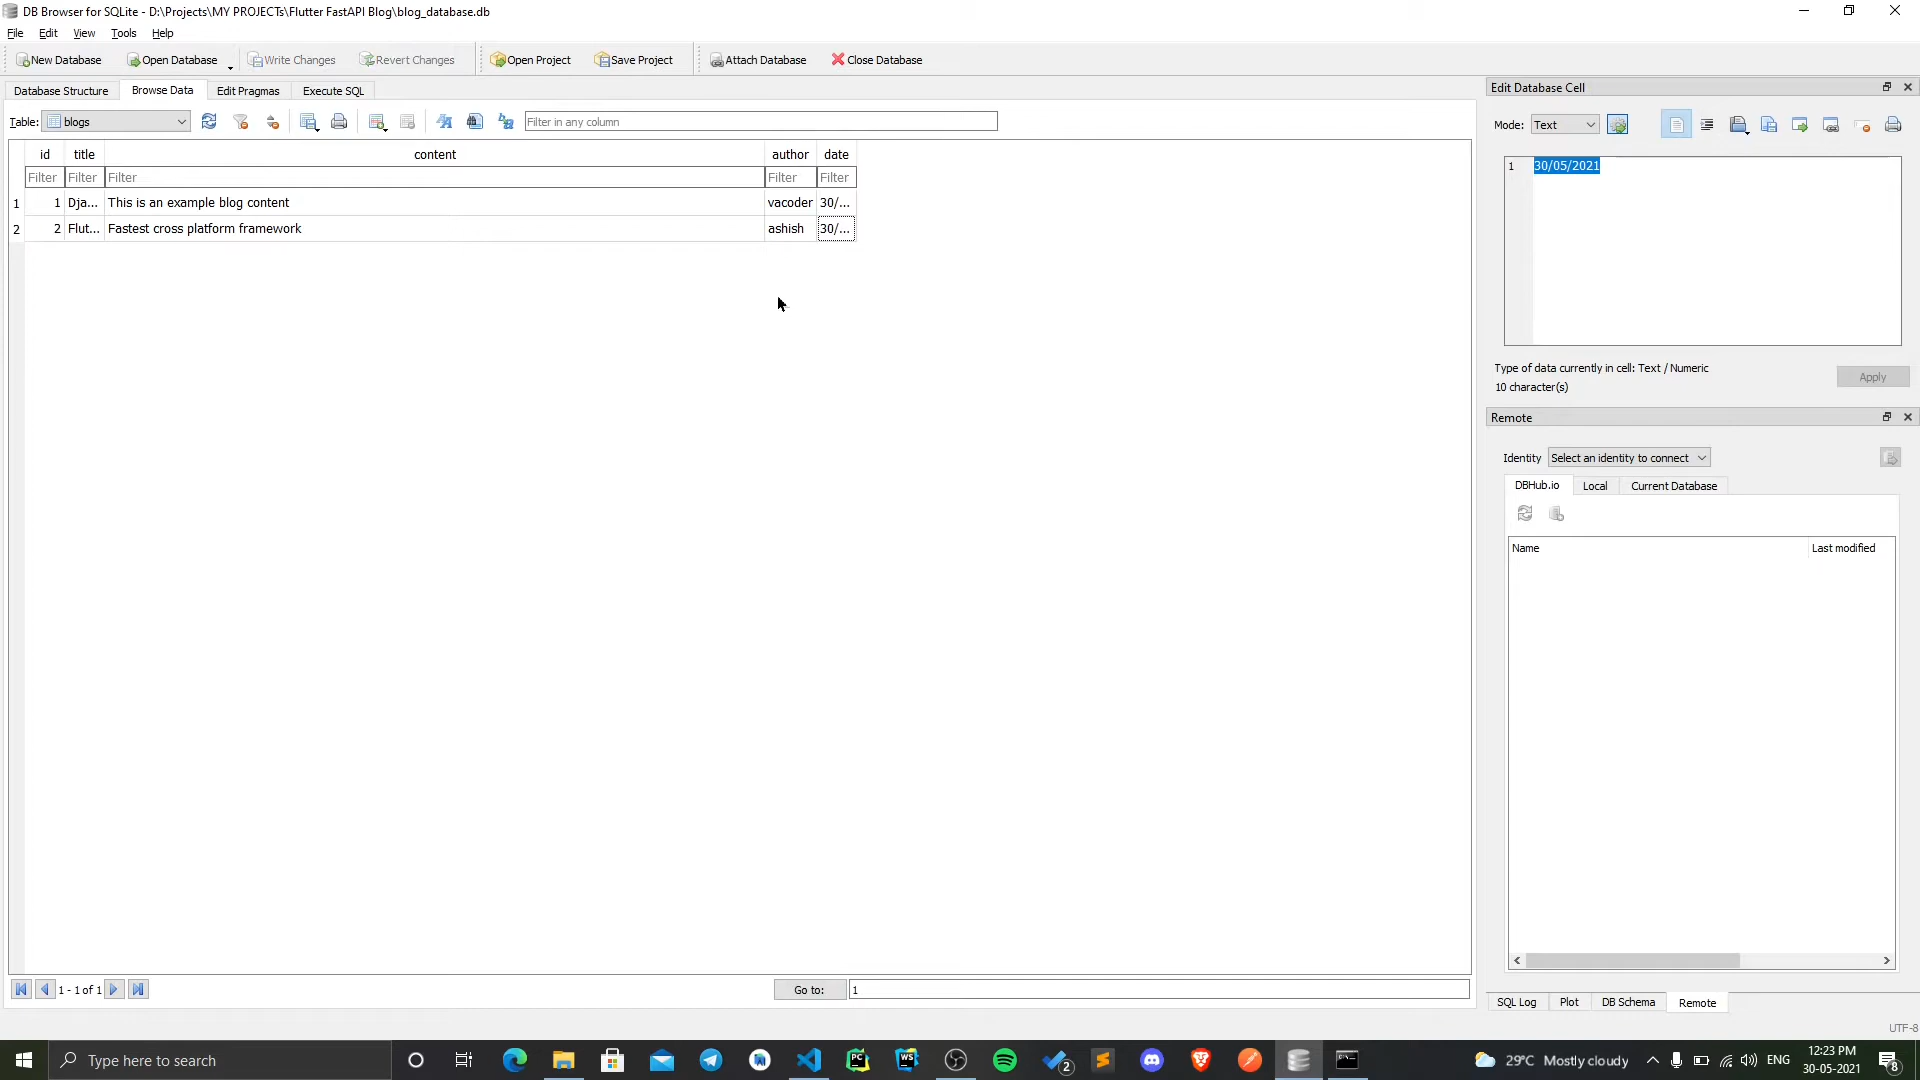 DB Browser for SQLite - D:\Projects\MY PROJECTs\Flutter FastAPI Blog\blog_database.db
File Edit View Tools Help
New Database Open Database Write Changes Revert Changes Open Project Save Project Attach Database Close Database
Database Structure Browse Data Edit Pragmas Execute SQL
Table: blogs Filter in any column
id title content author date
Filter Filter Filter Filter Filter
1 1 Dja... This is an example blog content vacoder 30/...
2 2 Flut... Fastest cross platform framework ashish 30/...
1 - 1 of 1 Go to: 1
Edit Database Cell
Mode: Text
1 30/05/2021
Type of data currently in cell: Text / Numeric
10 character(s)
Apply
Remote
Identity Select an identity to connect
DBHub.io Local Current Database
Name Last modified
SQL Log Plot DB Schema Remote
UTF-8
Type here to search
PC
WS
2
29°C Mostly cloudy
ENG
12:23 PM
30-05-2021
8